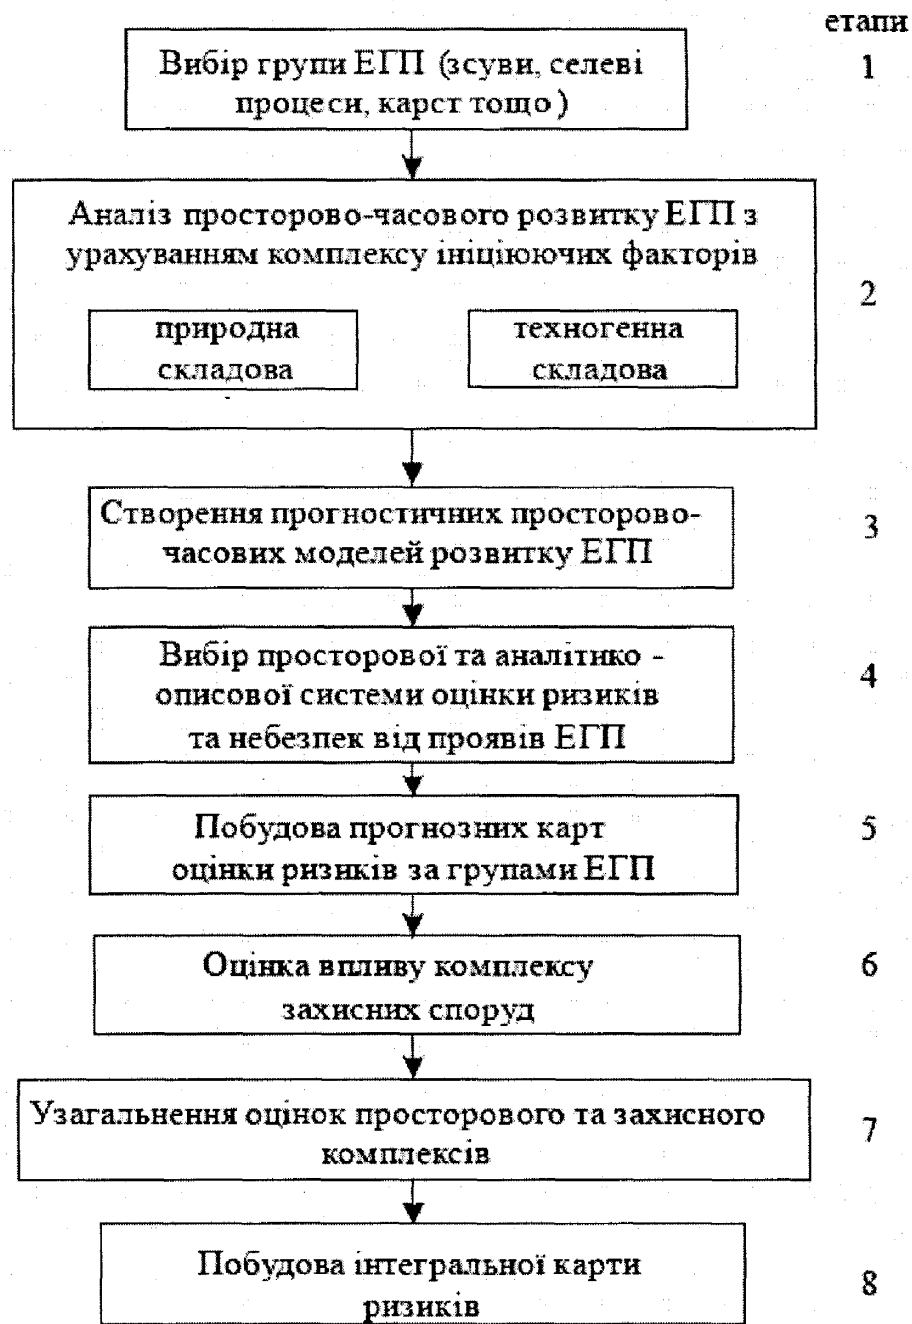 етапи
Вибір групи ЕГП (зсуви, селеві
процеси, карст тощо )
1
Аналіз просторово-часового розвитку ЕГП з
урахуванням комплексу ініціюючих факторів
природна
складова
техногенна
складова
2
Створення прогностичних просторово-
часових моделей розвитку ЕГП
3
Вибір просторової та аналітико -
описової системи оцінки ризиків
та небезпек від проявів ЕГП
4
Побудова прогнозних карт
оцінки ризиків за групами ЕГП
5
Оцінка впливу комплексу
захисних споруд
6
Узагальнення оцінок просторового та захисного
комплексів
7
Побудова інтегральної карти
ризиків
8